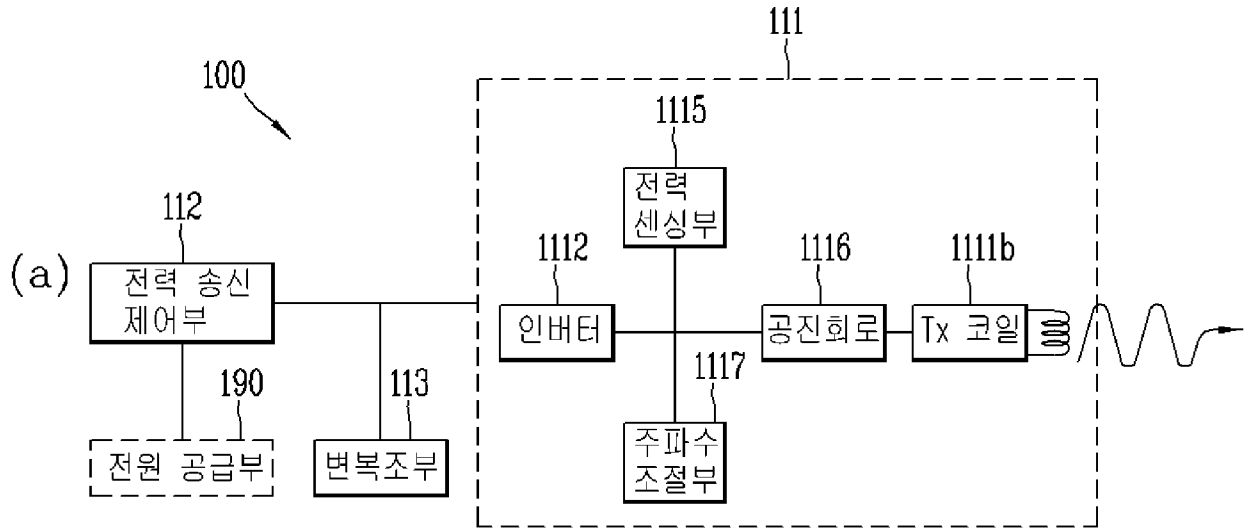 111
100
1115
전력
센싱부
112
1112
1116
1111b
(a)
전력 송신
제어부
인버터
공진회로
Tx 코일
190
113
1117
전원 공급부
변복조부
주파수
조절부